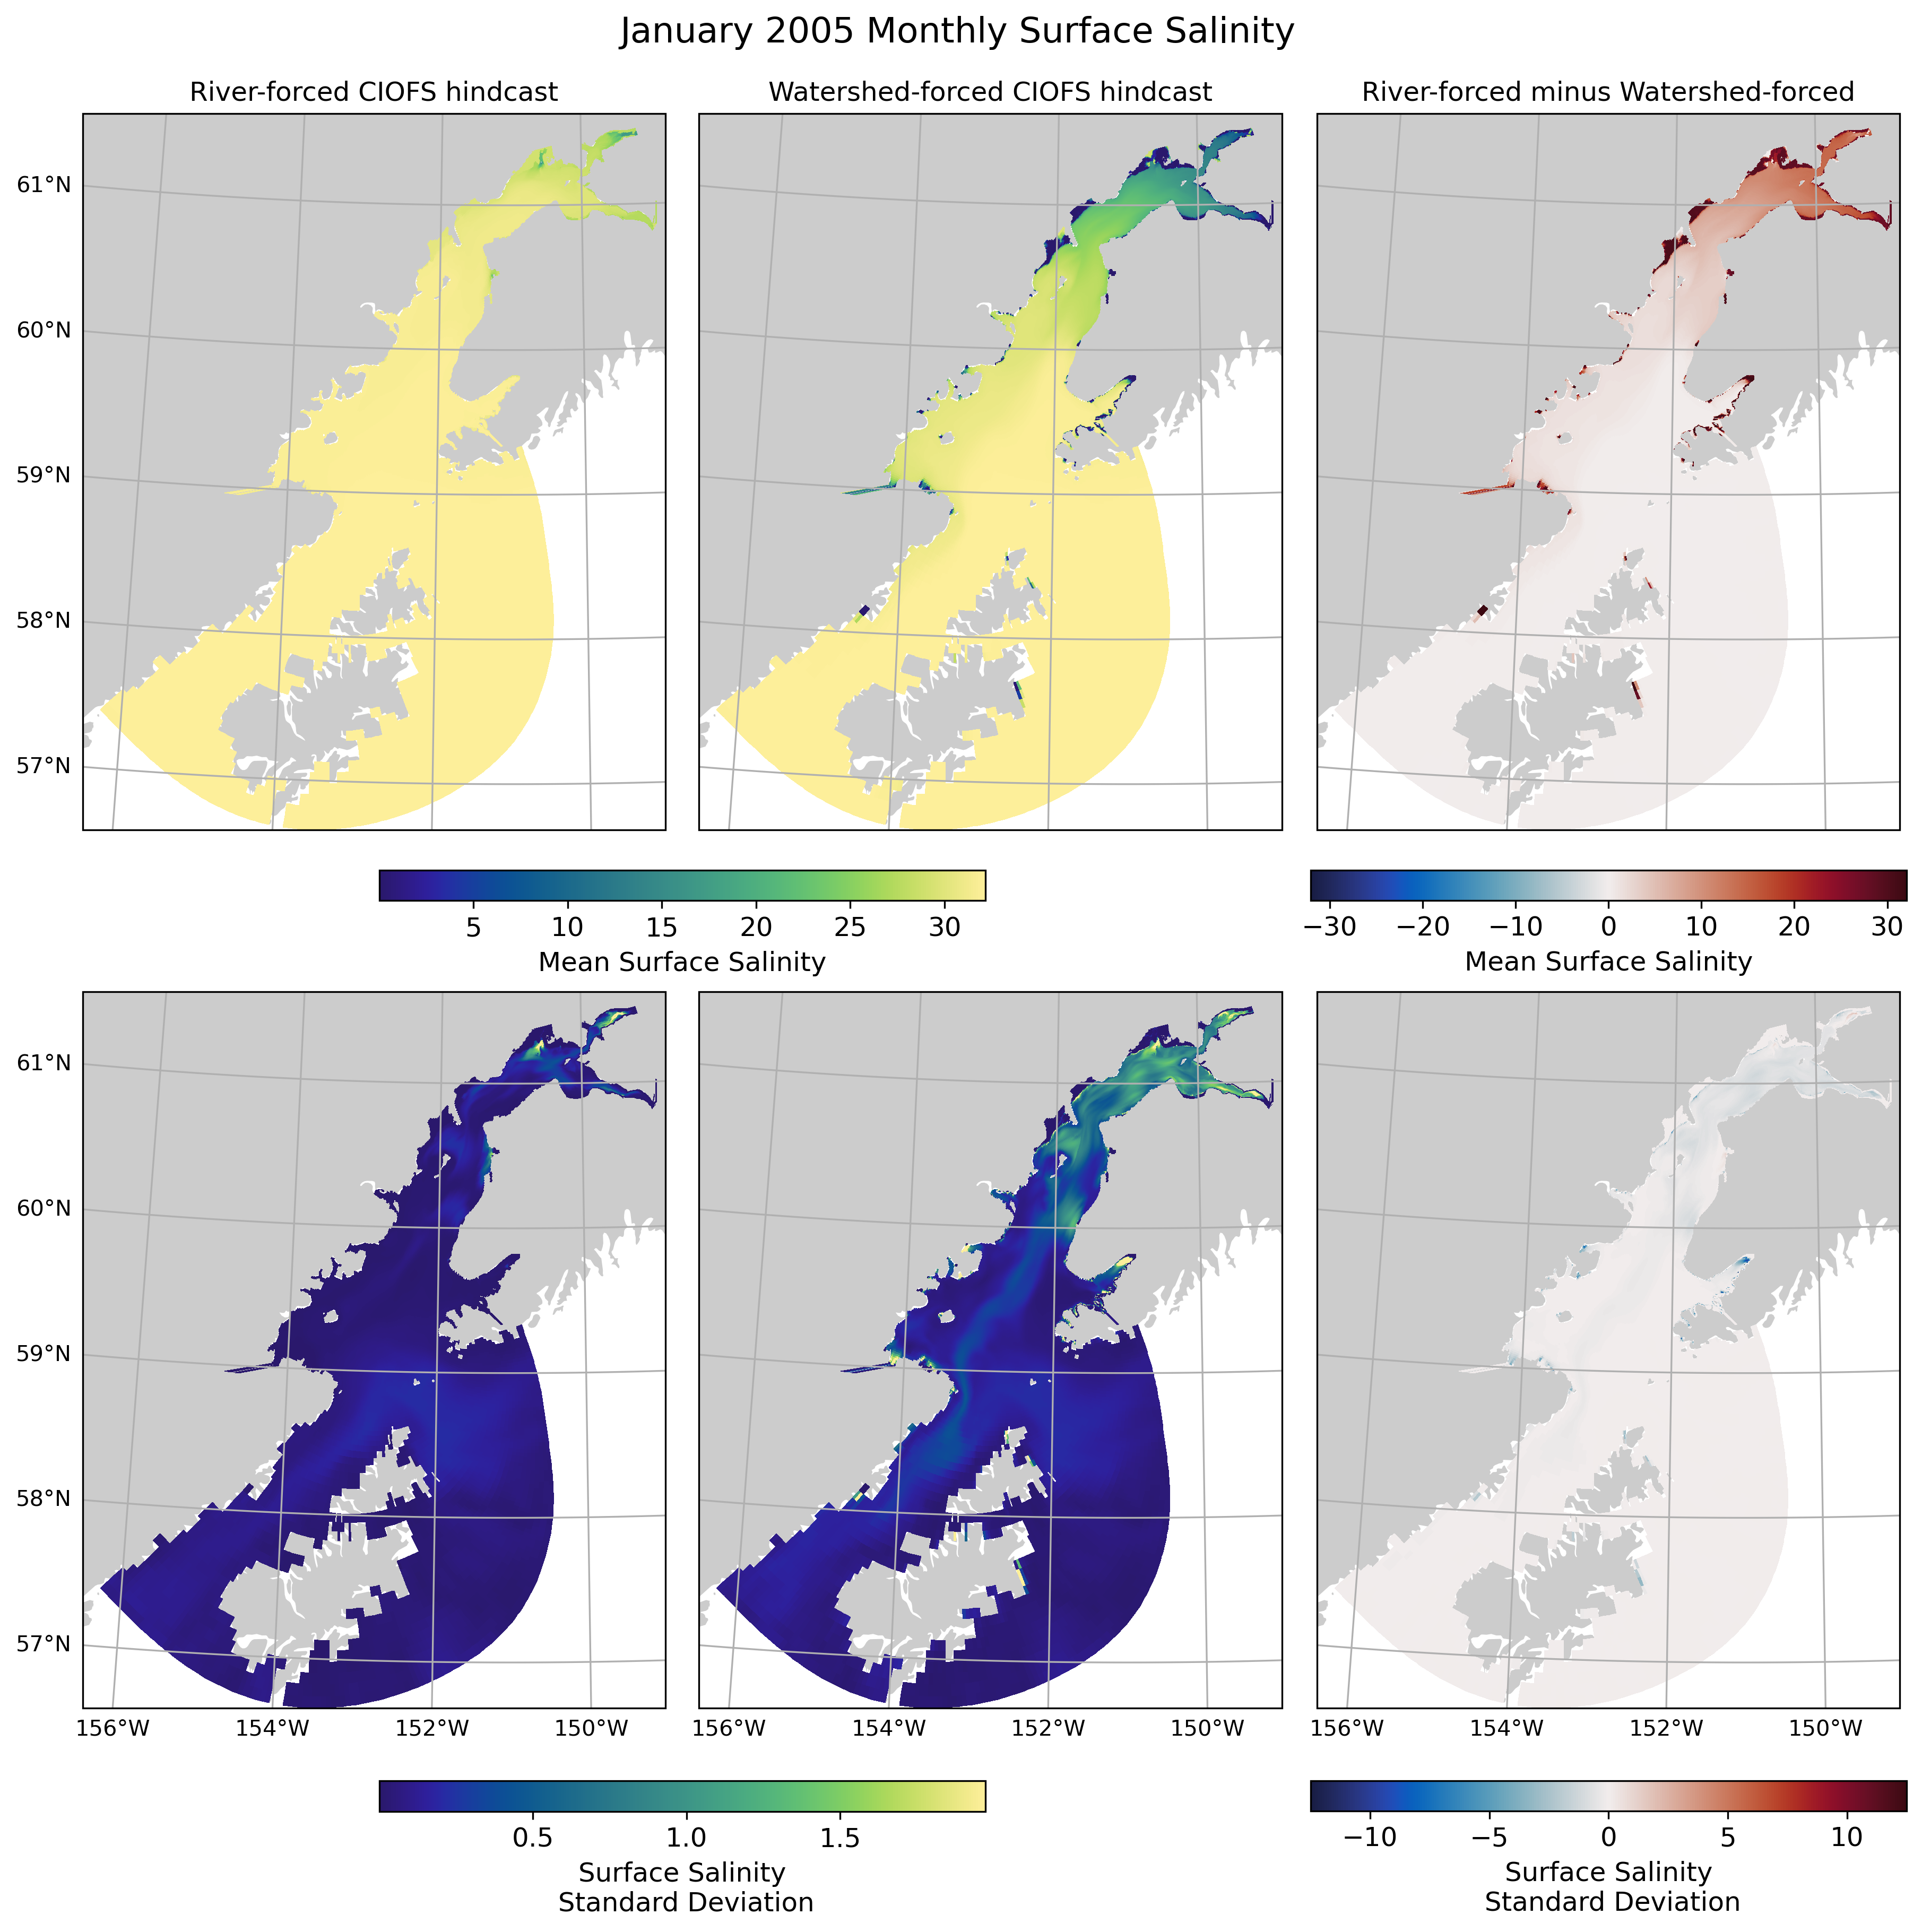 January 2005 Monthly Surface Salinity
River-forced CIOFS hindcast
Watershed-forced CIOFS hindcast
River-forced minus Watershed-forced
61°N
60°N
59°N
58°N
57°N
5 10 15 20 25 30
Mean Surface Salinity
−30 −20 −10 0 10 20 30
Mean Surface Salinity
61°N
60°N
59°N
58°N
57°N
156°W 154°W 152°W 150°W
156°W 154°W 152°W 150°W
156°W 154°W 152°W 150°W
0.5 1.0 1.5
Surface Salinity
Standard Deviation
−10 −5 0 5 10
Surface Salinity
Standard Deviation